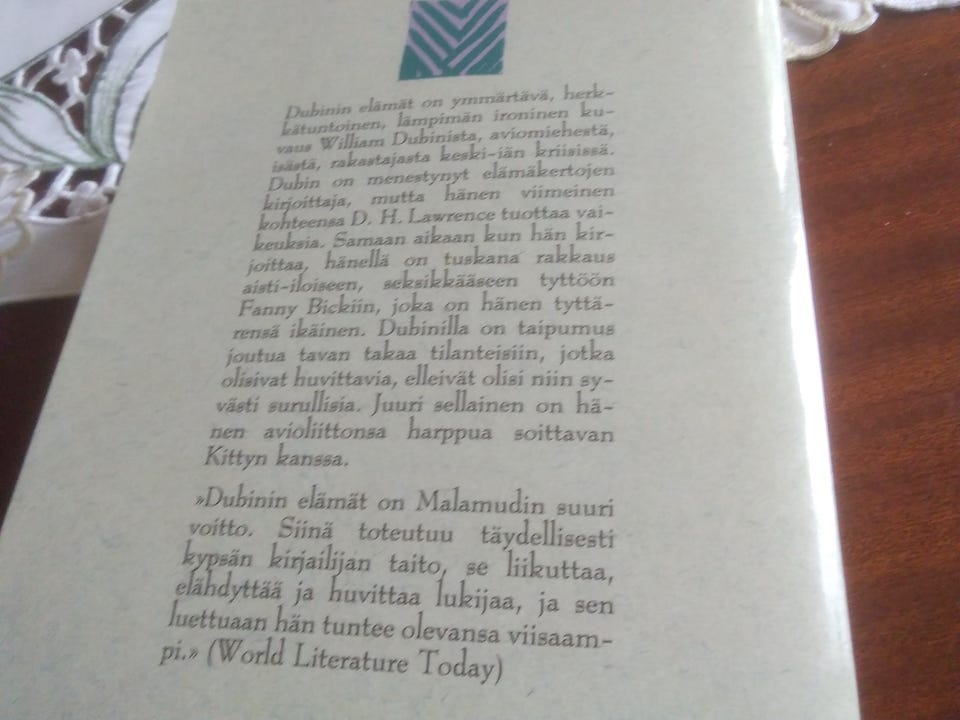 Dubinin elämät on ymmärtävä, herk-
kätuntoinen, lämpimän ironinen ku-
vaus William Dubinista, aviomiehestä,
isästä, rakastajasta keski-iän kriisissä.
Dubin on menestynyt elämäkertojen
kirjoittaja, mutta hänen viimeinen
kohteensa D. H. Lawrence tuottaa vai-
keuksia. Samaan aikaan kun hän kir-
joittaa, hänellä on tuskana rakkaus
aisti-iloiseen, seksikkääseen tyttöön
Fanny Bickiin, joka on hänen tyttä-
rensä ikäinen. Dubinilla on taipumus
joutua tavan takaa tilanteisiin, jotka
olisivat huvittavia, elleivät olisi niin sy-
västi surullisia. Juuri sellainen on hä-
nen avioliittonsa harppua soittavan
Kittyn kanssa.
»Dubinin elämät on Malamudin suuri
voitto. Siinä toteutuu täydellisesti
kypsän kirjailijan taito, se liikuttaa,
elähdyttää ja huvittaa lukijaa, ja sen
luettuaan hän tuntee olevansa viisaam-
pi.» (World Literature Today)